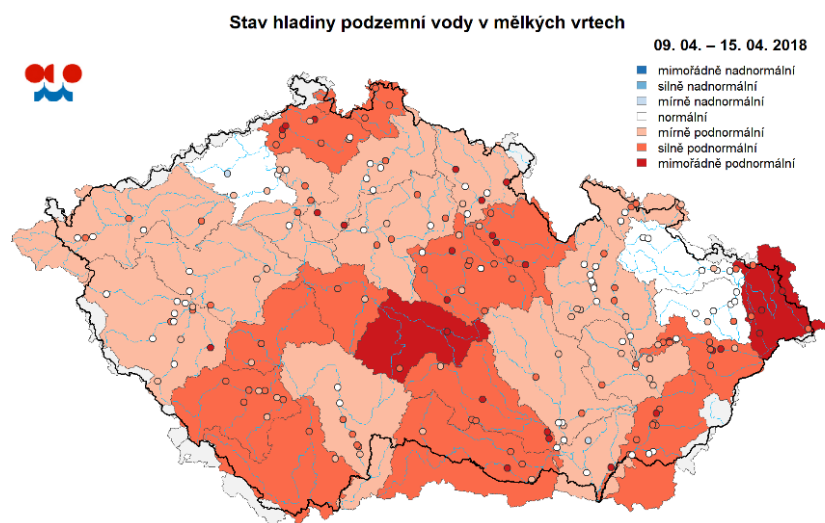 Stav hladiny podzemní vody v mělkých vrtech
09. 04. – 15. 04. 2018
mimořádně nadnormální
silně nadnormální
mírně nadnormální
normální
mírně podnormální
silně podnormální
mimořádně podnormální